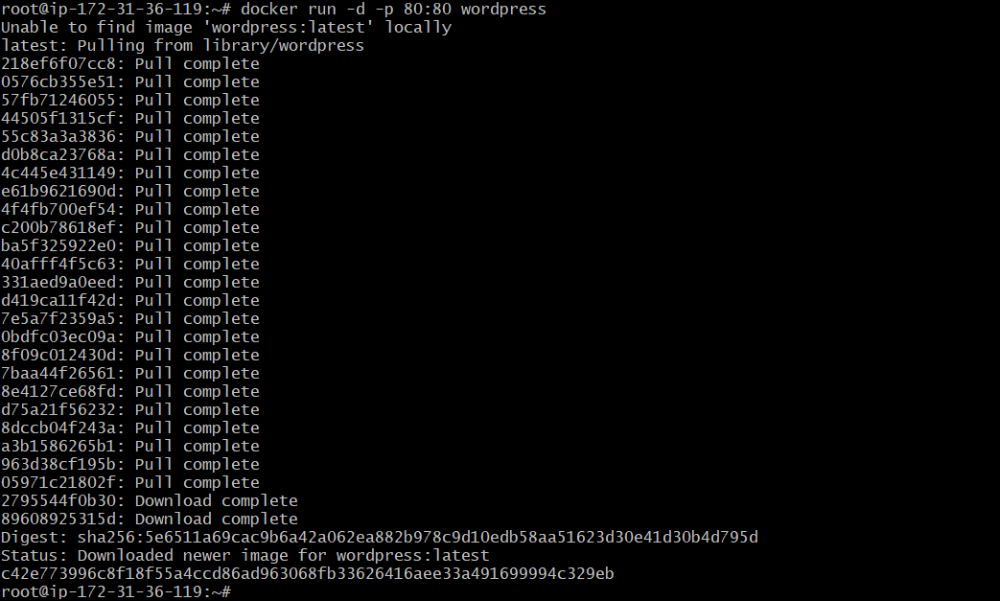 root@ip-172-31-36-119:~# docker run -d -p 80:80 wordpress
Unable to find image 'wordpress:latest' locally
latest: Pulling from library/wordpress
218ef6f07cc8: Pull complete
0576cb355e51: Pull complete
57fb71246055: Pull complete
44505f1315cf: Pull complete
55c83a3a3836: Pull complete
d0b8ca23768a: Pull complete
4c445e431149: Pull complete
e61b9621690d: Pull complete
4f4fb700ef54: Pull complete
c200b78618ef: Pull complete
ba5f325922e0: Pull complete
40afff4f5c63: Pull complete
331aed9a0eed: Pull complete
d419ca11f42d: Pull complete
7e5a7f2359a5: Pull complete
0bdfc03ec09a: Pull complete
8f09c012430d: Pull complete
7baa44f26561: Pull complete
8e4127ce68fd: Pull complete
d75a21f56232: Pull complete
8dccb04f243a: Pull complete
a3b1586265b1: Pull complete
963d38cf195b: Pull complete
05971c21802f: Pull complete
2795544f0b30: Download complete
89608925315d: Download complete
Digest: sha256:5e6511a69cac9b6a42a062ea882b978c9d10edb58aa51623d30e41d30b4d795d
Status: Downloaded newer image for wordpress:latest
c42e773996c8f18f55a4ccd86ad963068fb33626416aee33a491699994c329eb
root@ip-172-31-36-119:~#